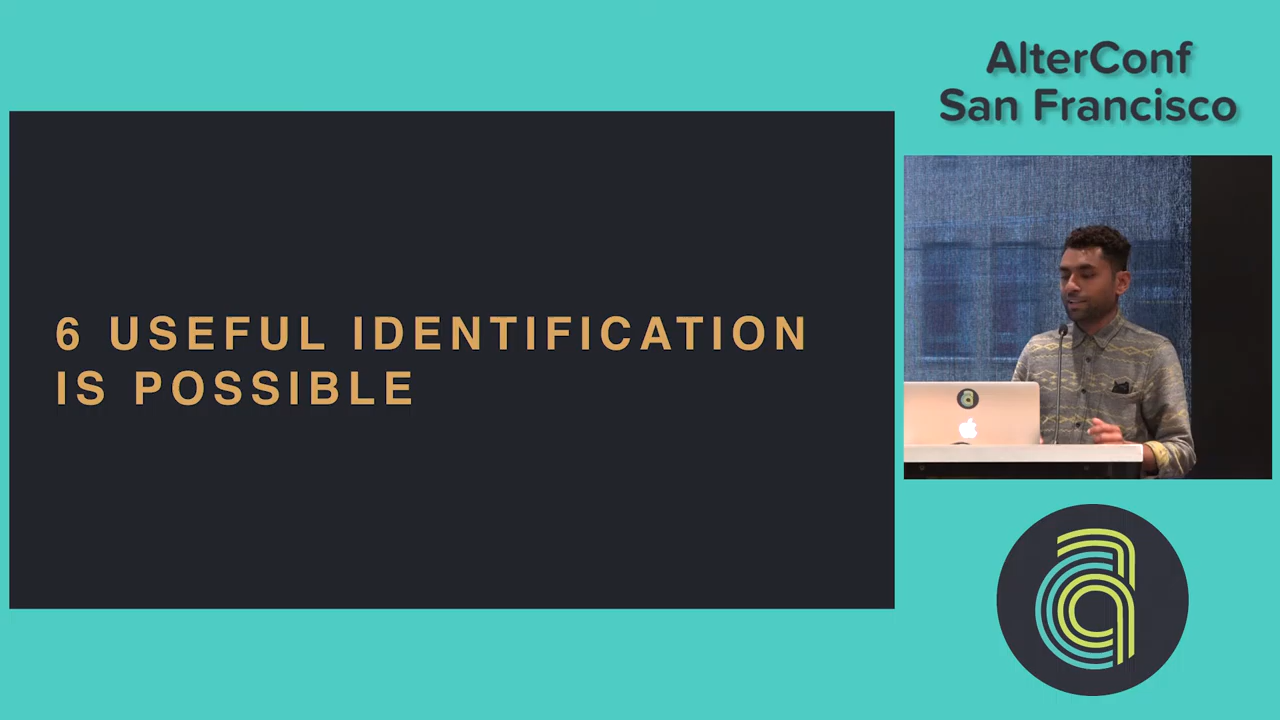 AlterConf
San Francisco
6 USEFUL IDENTIFICATION
IS POSSIBLE